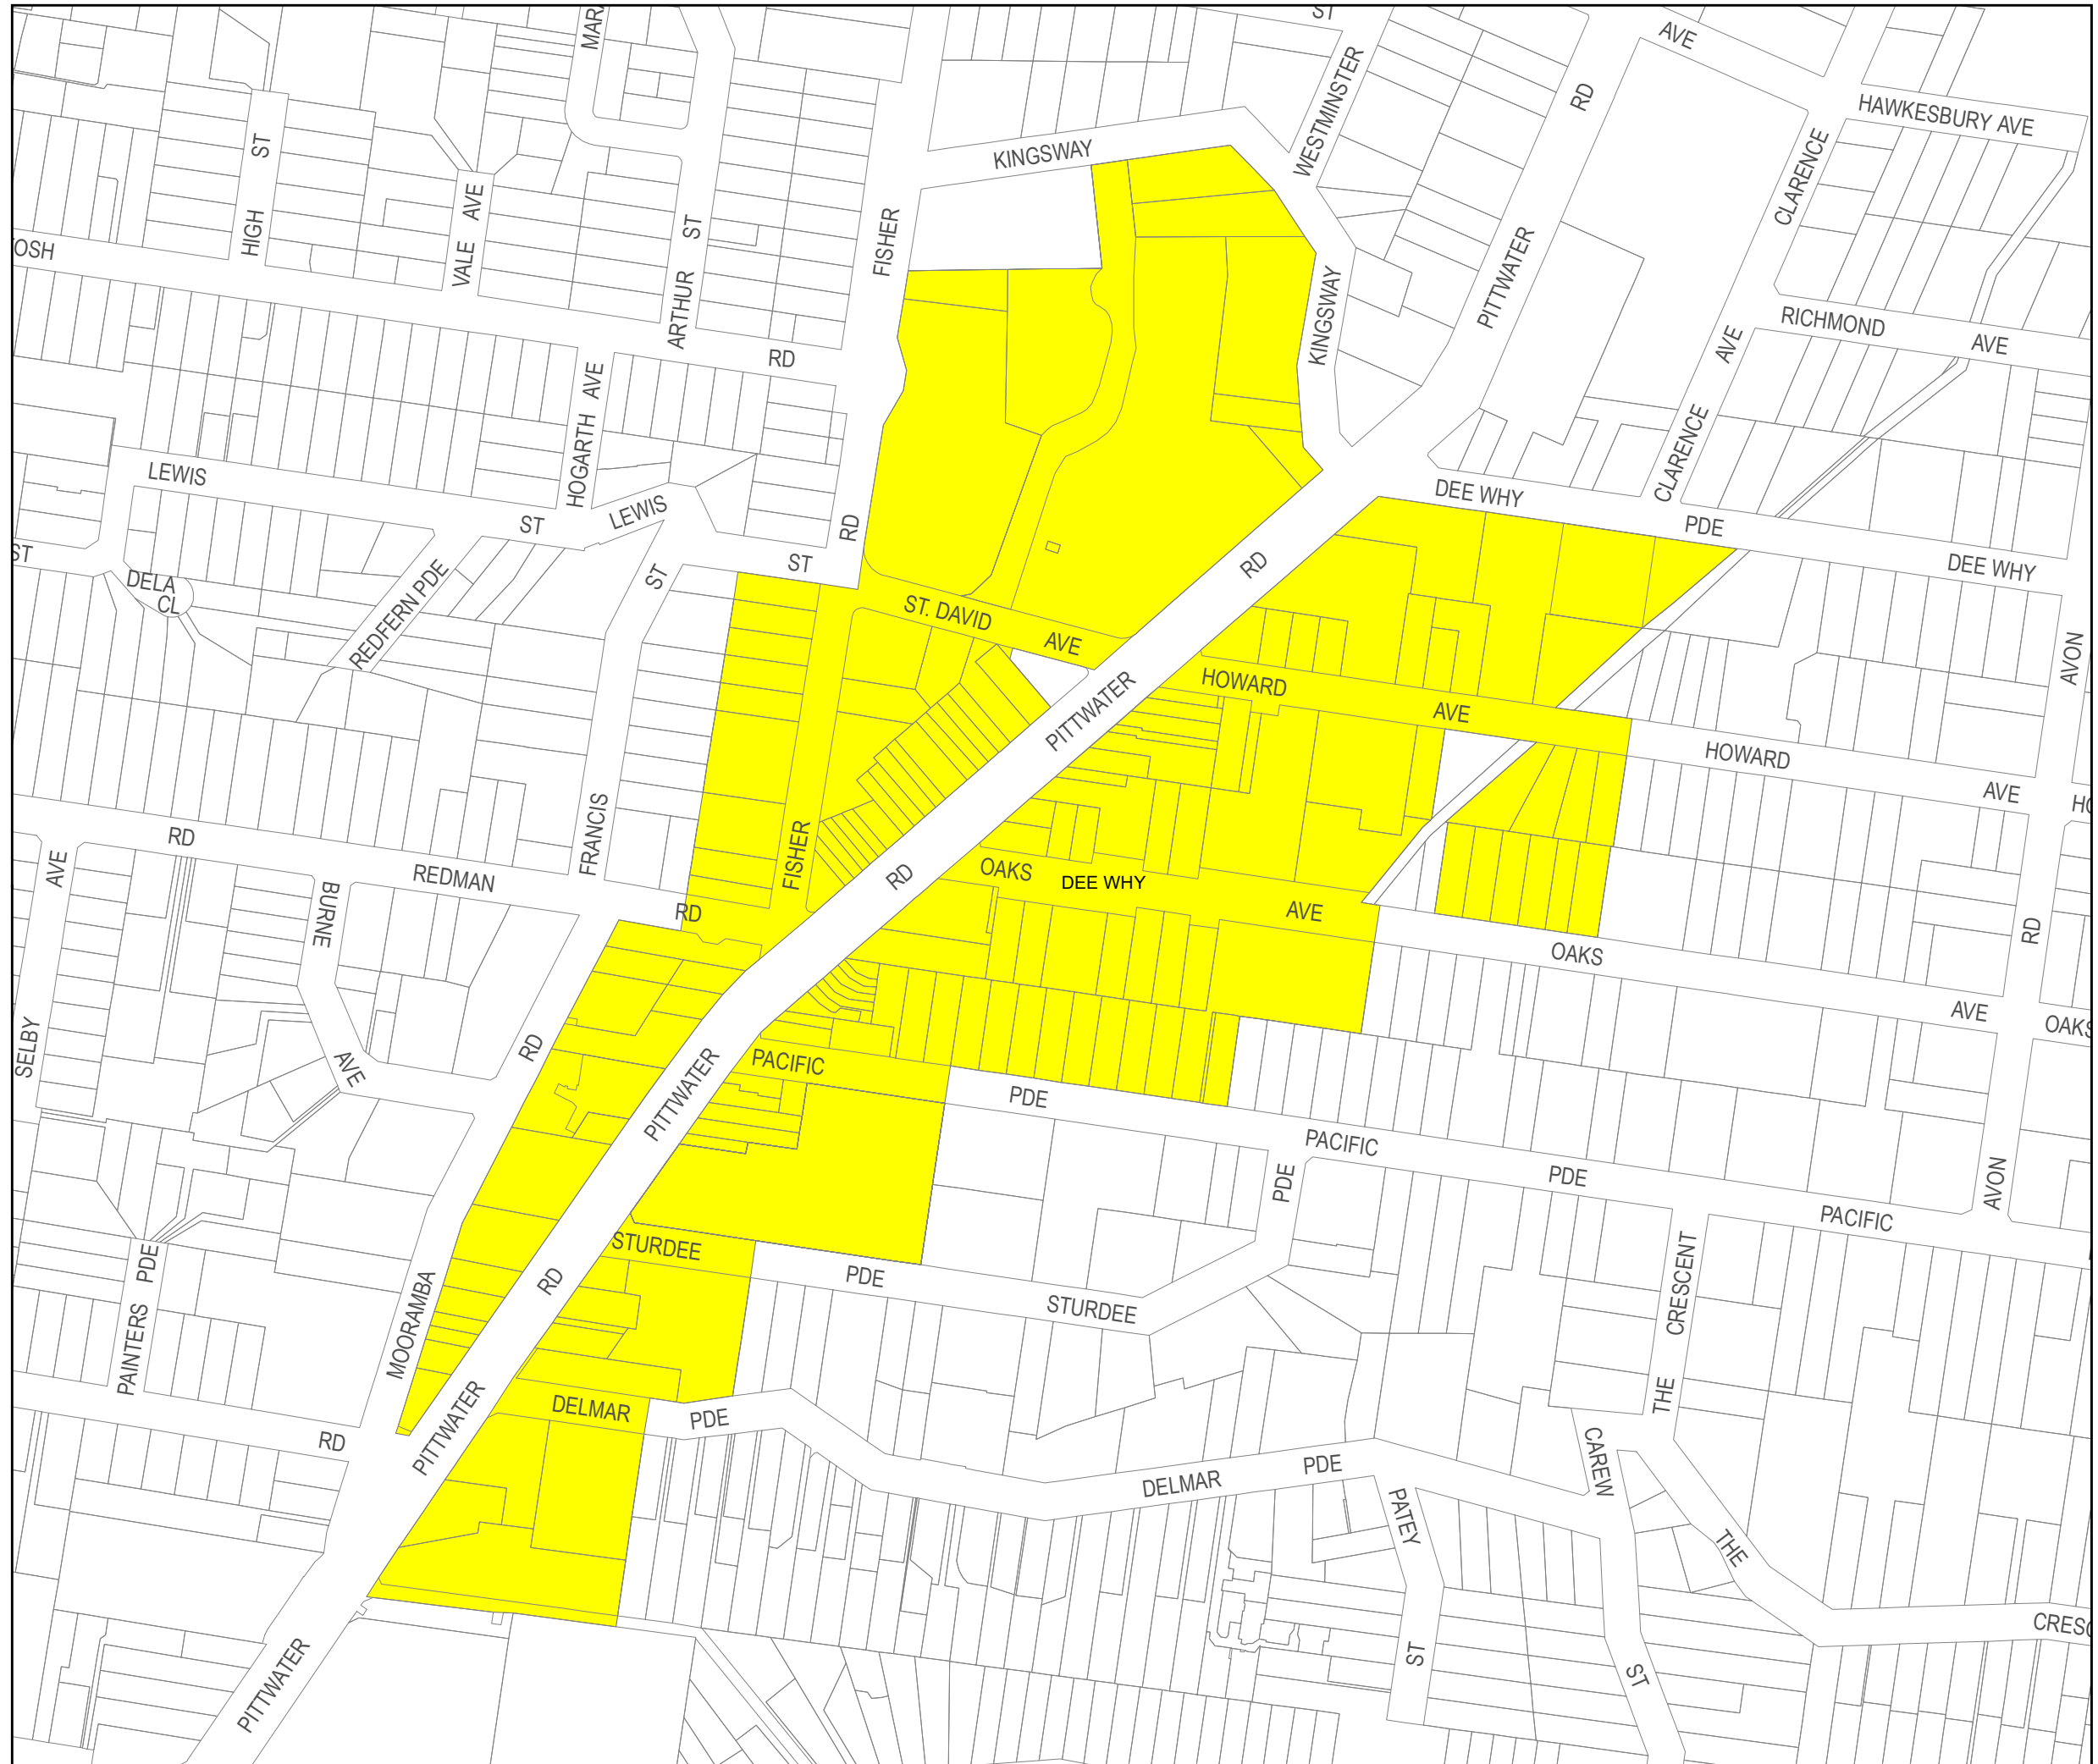 MAR
ST
AVE
WESTMINSTER
RD
HAWKESBURY AVE
HIGH ST
KINGSWAY
CLARENCE
VALE AVE
ARTHUR ST
FISHER
OSH
PITTWATER
KINGSWAY
RICHMOND
AVE
AVE
RD
HOGARTH AVE
CLARENCE
LEWIS
DEE WHY
LEWIS
ST
PDE
RD
ST
ST
ST
RD
DEE WHY
DELA
CL
REDFERN PDE
ST. DAVID
AVE
AVON
HOWARD
PITTWATER
AVE
HOWARD
AVE
HO
FRANCIS
RD
FISHER
AVE
REDMAN
OAKS
RD
DEE WHY
BURNE
RD
AVE
RD
OAKS
AVE
OAKS
SELBY
RD
PITTWATER
PACIFIC
AVE
PDE
PACIFIC
PDE
PDE
AVON
PACIFIC
PAINTERS PDE
STURDEE
RD
PDE
STURDEE
THE CRESCENT
MOORAMBA
PITTWATER
DELMAR
PDE
RD
DELMAR
PDE
CAREW
PATEY
THE
CRESC
PITTWATER
ST
ST